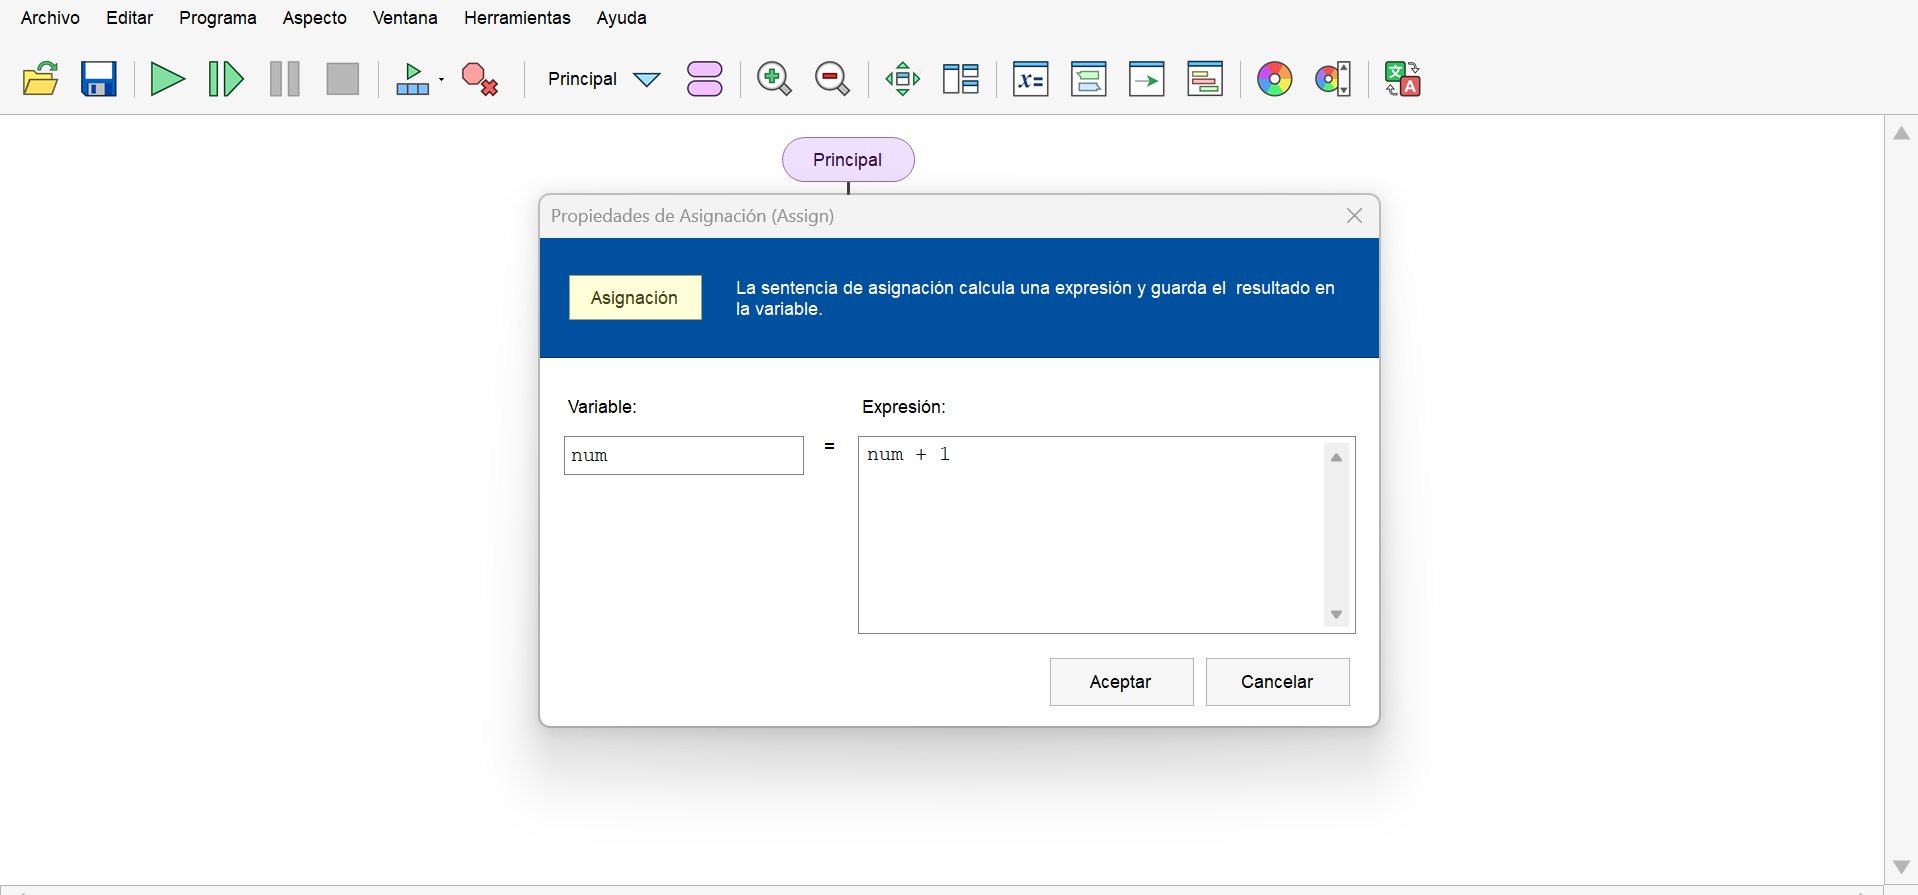 Archivo Editar Programa Aspecto Ventana Herramientas Ayuda
Principal
Principal
Propiedades de Asignación (Assign)
Asignación
La sentencia de asignación calcula una expresión y guarda el  resultado en
la variable.
Variable: Expresión:
num = num + 1
Aceptar Cancelar